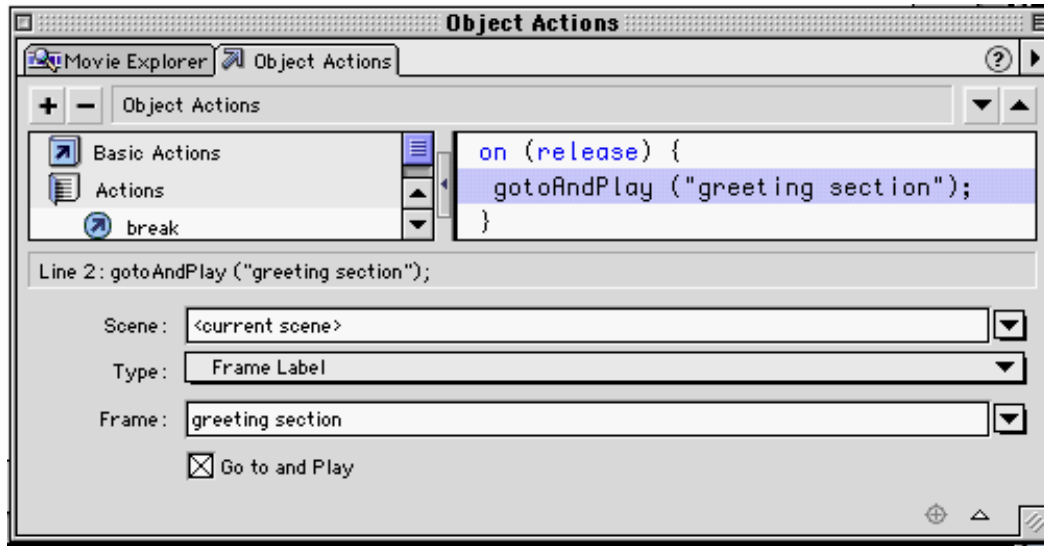 Object Actions
Movie Explorer Object Actions ?
+ − Object Actions
Basic Actions
Actions
break
on (release) {
gotoAndPlay ("greeting section");
}
Line 2: gotoAndPlay ("greeting section");
Scene: <current scene>
Type: Frame Label
Frame: greeting section
Go to and Play